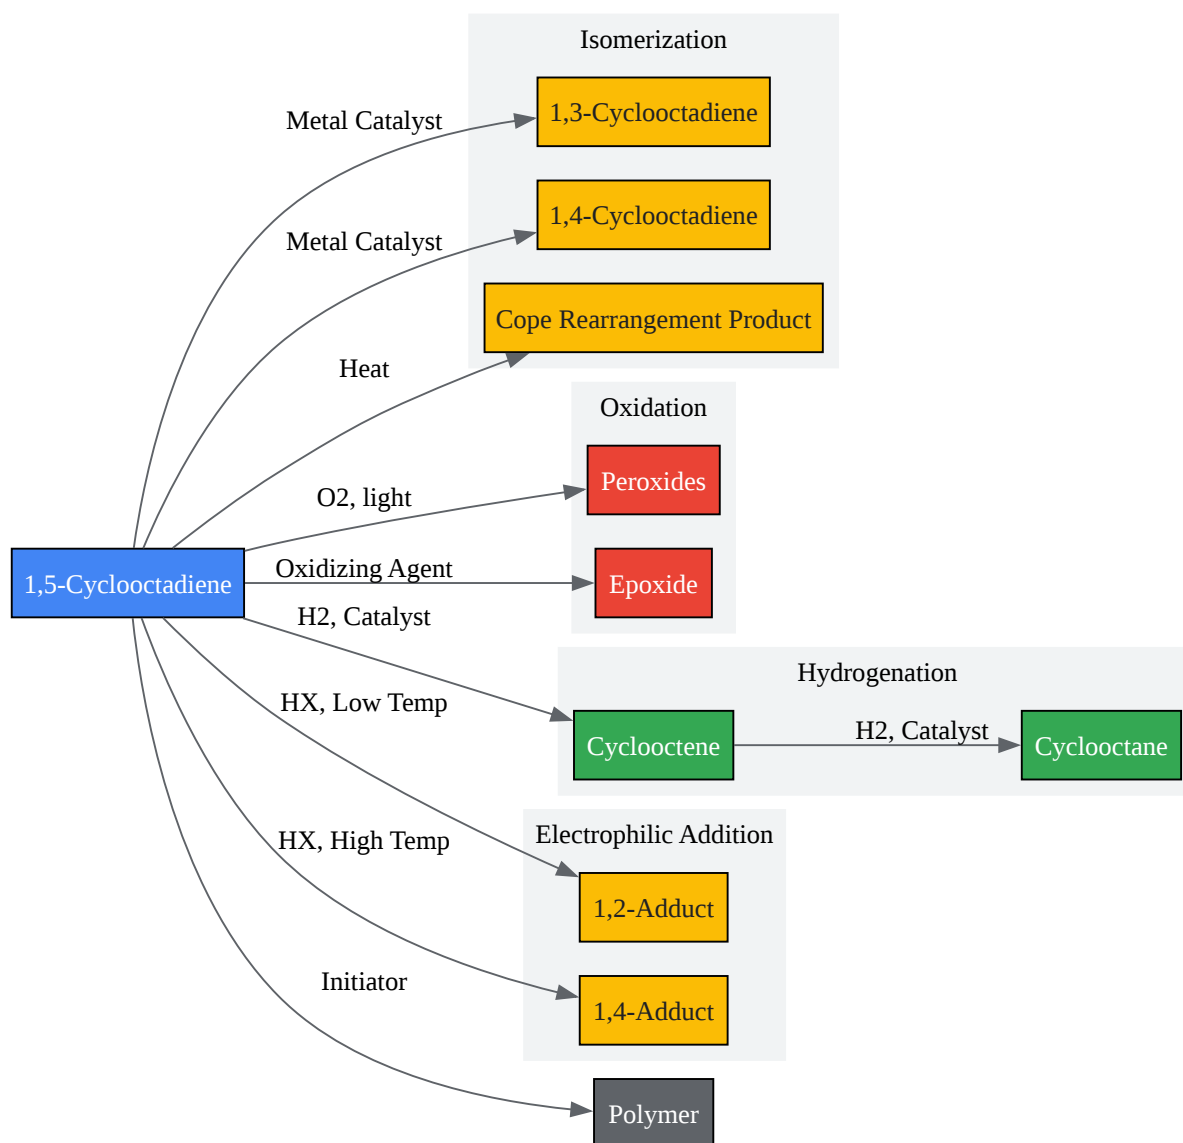 Isomerization
1,3-Cyclooctadiene
Metal Catalyst
1,4-Cyclooctadiene
Metal Catalyst
Cope Rearrangement Product
Heat
Oxidation
Peroxides
O2, light
1,5-Cyclooctadiene
Oxidizing Agent
Epoxide
H2, Catalyst
Hydrogenation
HX, Low Temp
Cyclooctene
H2, Catalyst
Cyclooctane
Electrophilic Addition
HX, High Temp
1,2-Adduct
Initiator
1,4-Adduct
Polymer